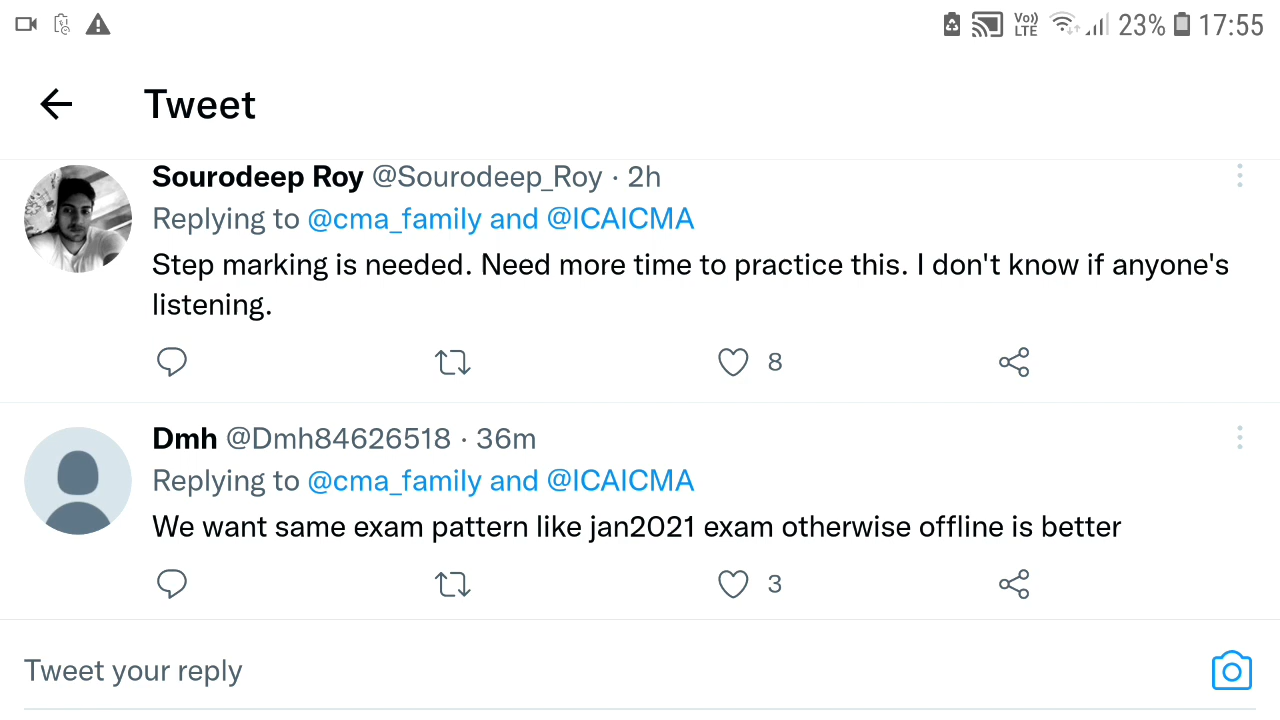 Vo)) LTE 23% 17:55
Tweet
Sourodeep Roy @Sourodeep_Roy · 2h
Replying to @cma_family and @ICAICMA
Step marking is needed. Need more time to practice this. I don't know if anyone's
listening.
8
Dmh @Dmh84626518 · 36m
Replying to @cma_family and @ICAICMA
We want same exam pattern like jan2021 exam otherwise offline is better
3
Tweet your reply